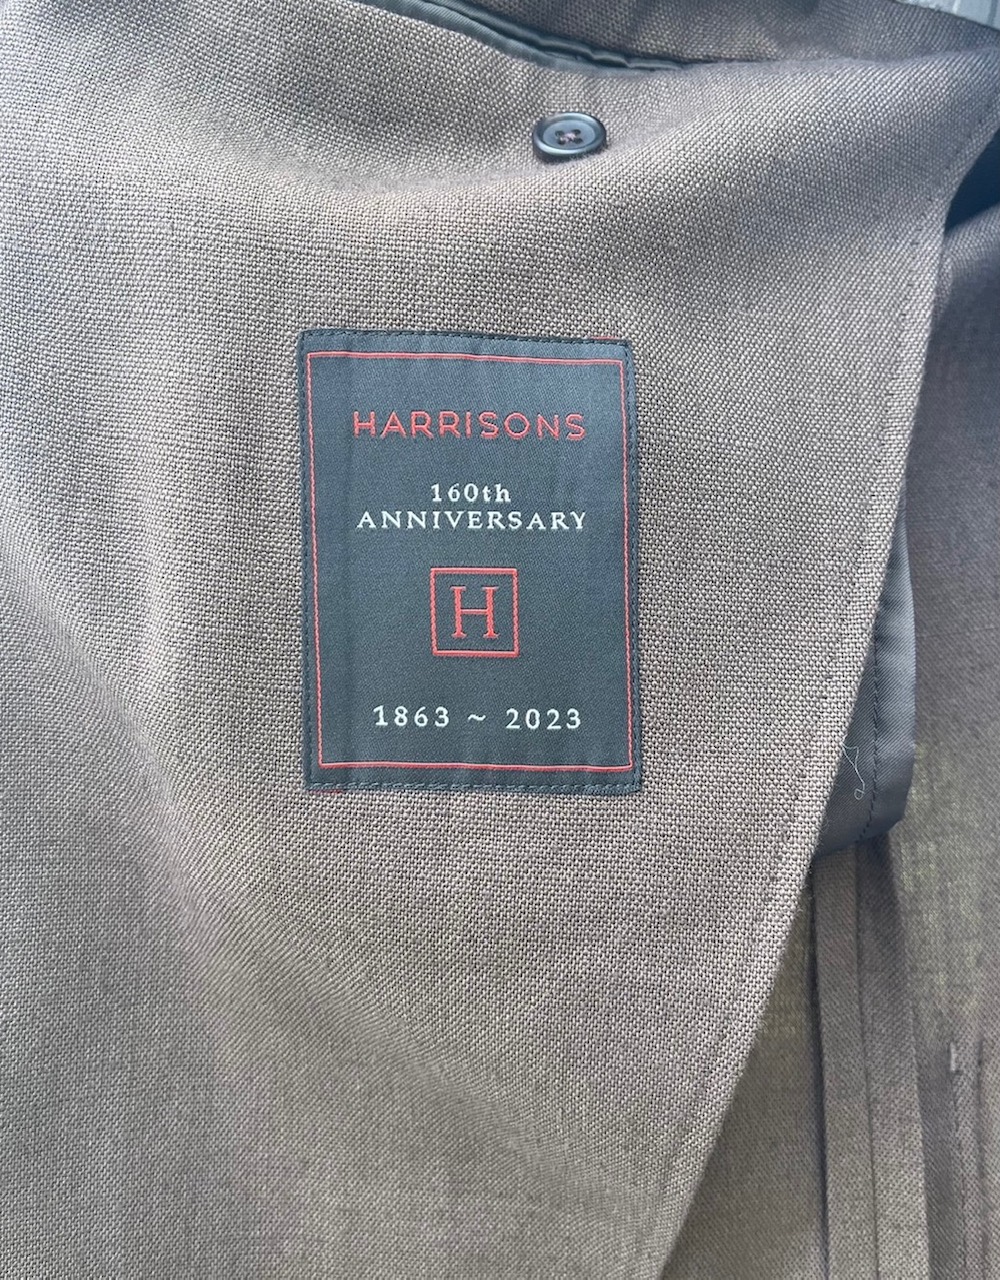 HARRISONS
160th
ANNIVERSARY
H
1863 ~ 2023